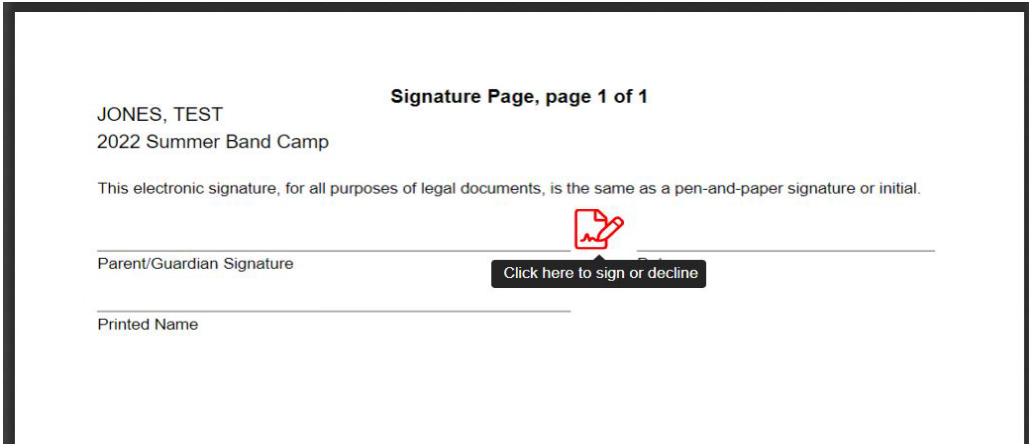 Signature Page, page 1 of 1
JONES, TEST
2022 Summer Band Camp
This electronic signature, for all purposes of legal documents, is the same as a pen-and-paper signature or initial.
Parent/Guardian Signature
Click here to sign or decline
Printed Name